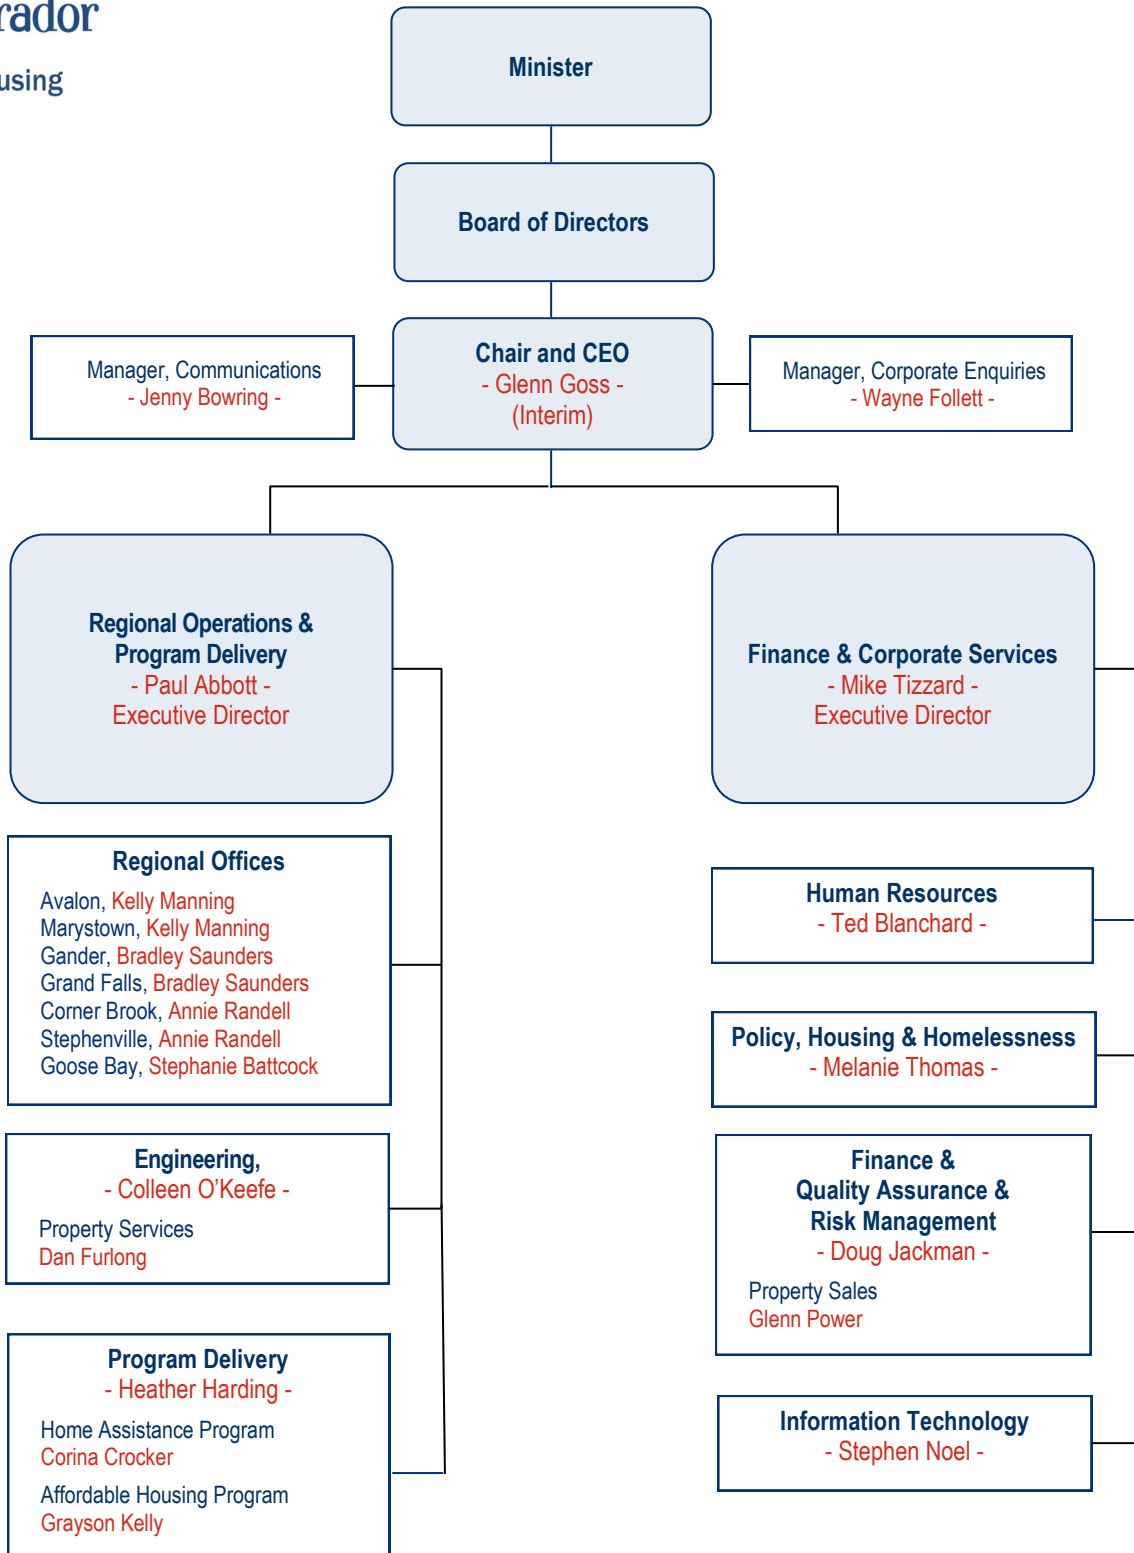 rador
using
Minister
Board of Directors
Chair and CEO
- Glenn Goss -
(Interim)
Manager, Communications
- Jenny Bowring -
Manager, Corporate Enquiries
- Wayne Follett -
Regional Operations &
Program Delivery
- Paul Abbott -
Executive Director
Finance & Corporate Services
- Mike Tizzard -
Executive Director
Regional Offices
Avalon, Kelly Manning
Marystown, Kelly Manning
Gander, Bradley Saunders
Grand Falls, Bradley Saunders
Corner Brook, Annie Randell
Stephenville, Annie Randell
Goose Bay, Stephanie Battcock
Engineering,
- Colleen O’Keefe -
Property Services
Dan Furlong
Program Delivery
- Heather Harding -
Home Assistance Program
Corina Crocker
Affordable Housing Program
Grayson Kelly
Human Resources
- Ted Blanchard -
Policy, Housing & Homelessness
- Melanie Thomas -
Finance &
Quality Assurance &
Risk Management
- Doug Jackman -
Property Sales
Glenn Power
Information Technology
- Stephen Noel -